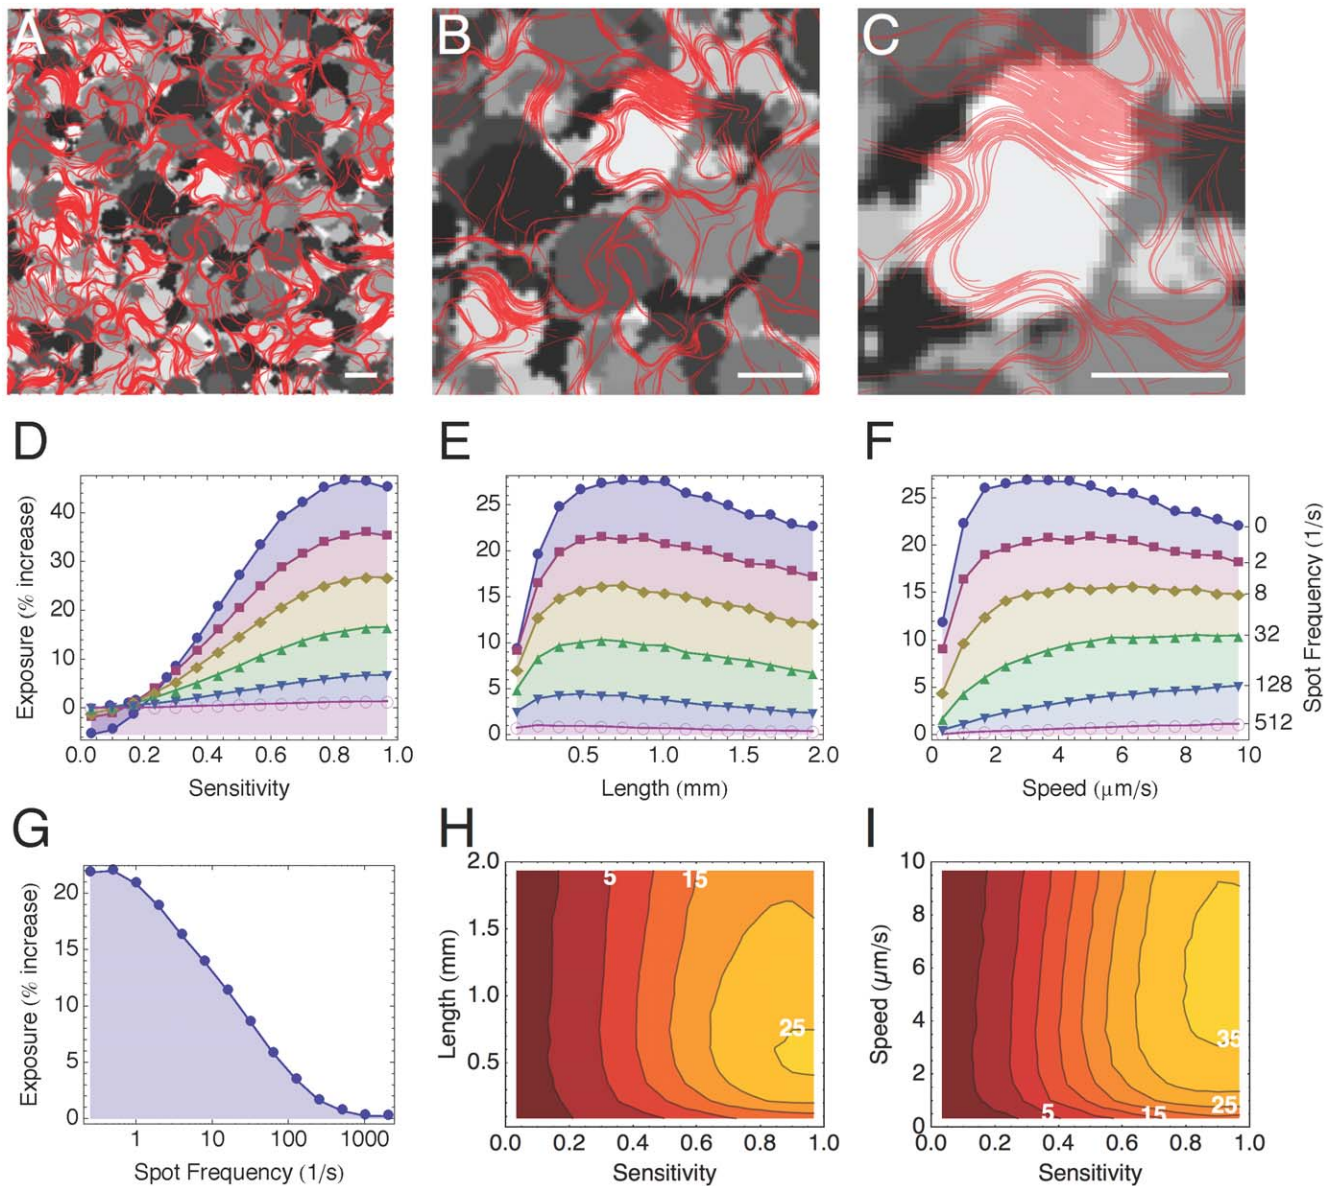 A
B
C
D
E
F
Exposure (% increase)
40
30
20
10
0
0.0 0.2 0.4 0.6 0.8 1.0
Sensitivity
25
20
15
10
5
0
0.5 1.0 1.5 2.0
Length (mm)
25
20
15
10
5
0
0 2 4 6 8 10
Speed (μm/s)
0
2
8
32
128
512
Spot Frequency (1/s)
G
H
I
Exposure (% increase)
20
15
10
5
0
1 10 100 1000
Spot Frequency (1/s)
Length (mm)
2.0
1.5
1.0
0.5
5 15
25
0.0 0.2 0.4 0.6 0.8 1.0
Sensitivity
Speed (μm/s)
10
8
6
4
2
0
35
25
5 15
0.0 0.2 0.4 0.6 0.8 1.0
Sensitivity